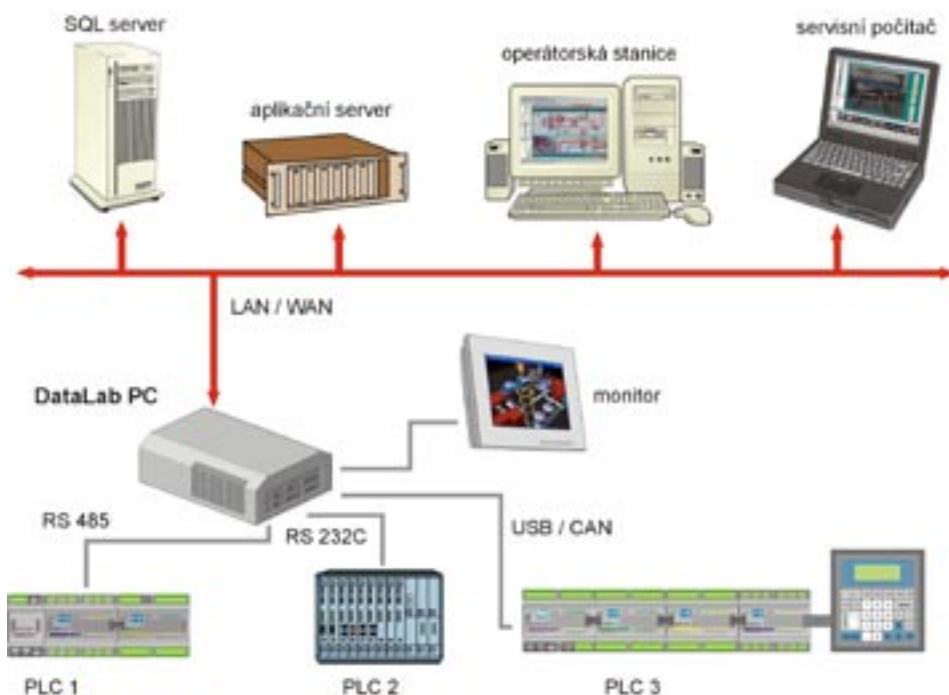 SQL server
servisní počítač
operátorská stanice
aplikační server
LAN / WAN
DataLab PC
monitor
RS 485
RS 232C
USB / CAN
PLC 1
PLC 2
PLC 3